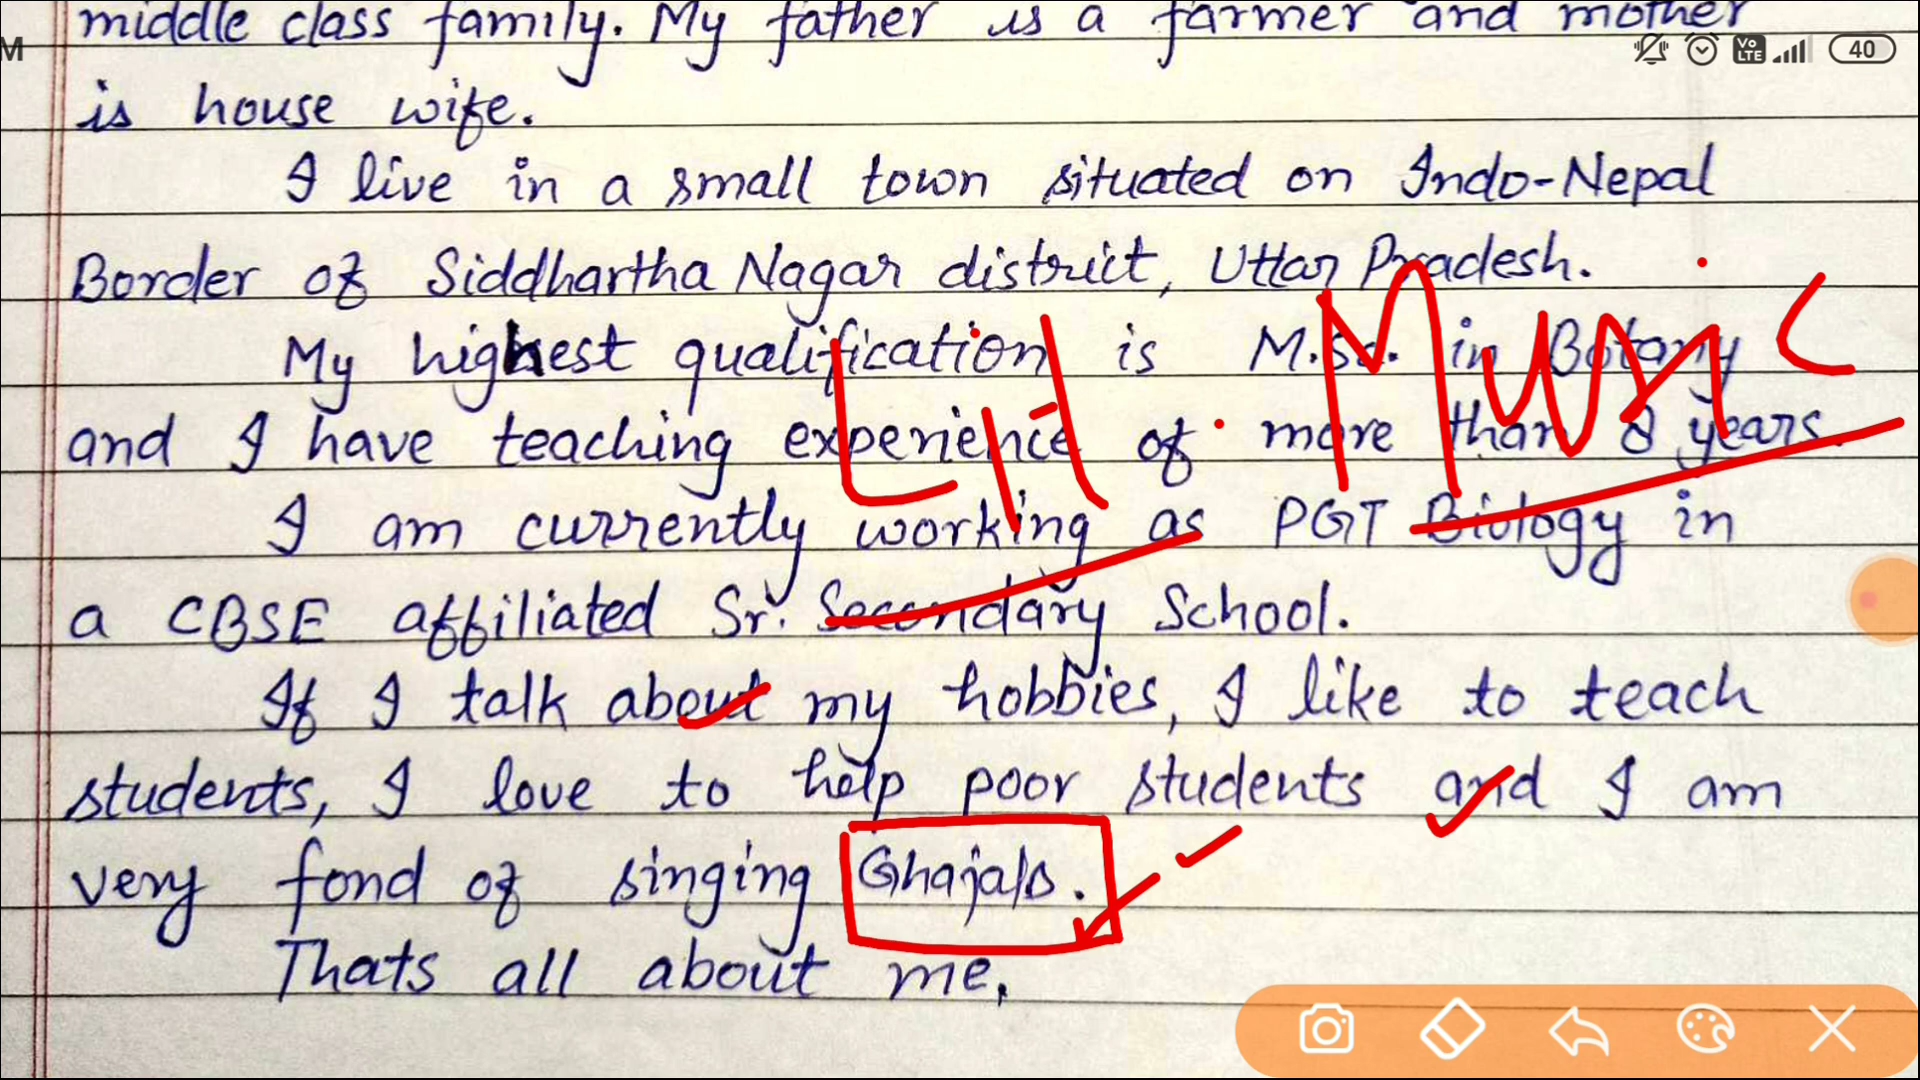 middle class family. My father is a farmer and mother
M
40
is house wife.
I live in a small town situated on Indo-Nepal
Border of Siddhartha Nagar district, Uttar Pradesh.
My highest qualification is M.Sc. in Botany
and I have teaching experience of more than 8 years.
I am currently working as PGT Biology in
a CBSE affiliated Sr. Secondary School.
If I talk about my hobbies, I like to teach
students, I love to help poor students and I am
very fond of singing Ghajals.
Thats all about me.